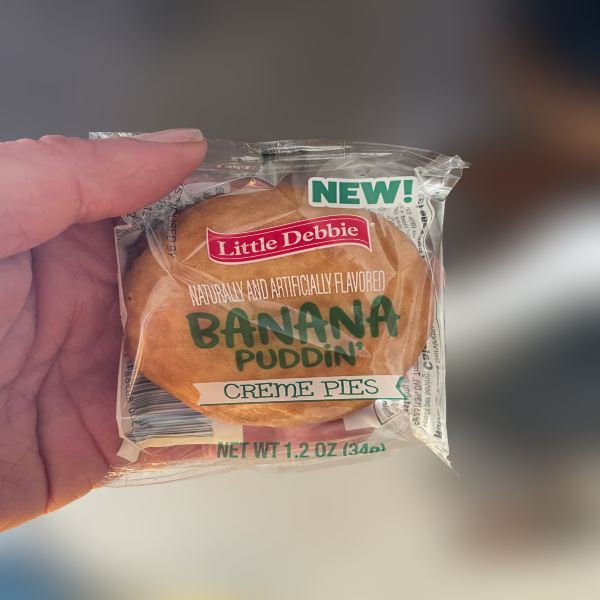 NEW!
Little Debbie®
NATURALLY AND ARTIFICIALLY FLAVORED
BANANA
PUDDIN'
CREME PIES
NET WT 1.2 OZ (34g)